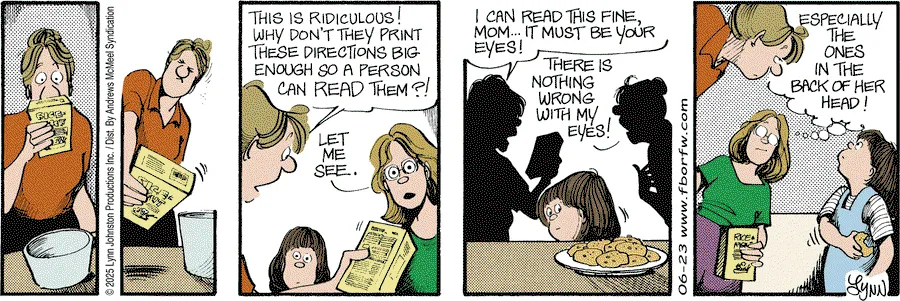 © 2025 Lynn Johnston Productions Inc. / Dist. By Andrews McMeel Syndication
THIS IS RIDICULOUS!
WHY DON'T THEY PRINT
THESE DIRECTIONS BIG
ENOUGH SO A PERSON
CAN READ THEM?!
LET
ME
SEE..
I CAN READ THIS FINE,
MOM... IT MUST BE YOUR
EYES!
THERE IS
NOTHING
WRONG
WITH MY
EYES!
06-23 www.fborfw.com
ESPECIALLY
THE
ONES
IN THE
BACK OF HER
HEAD!
LYNN